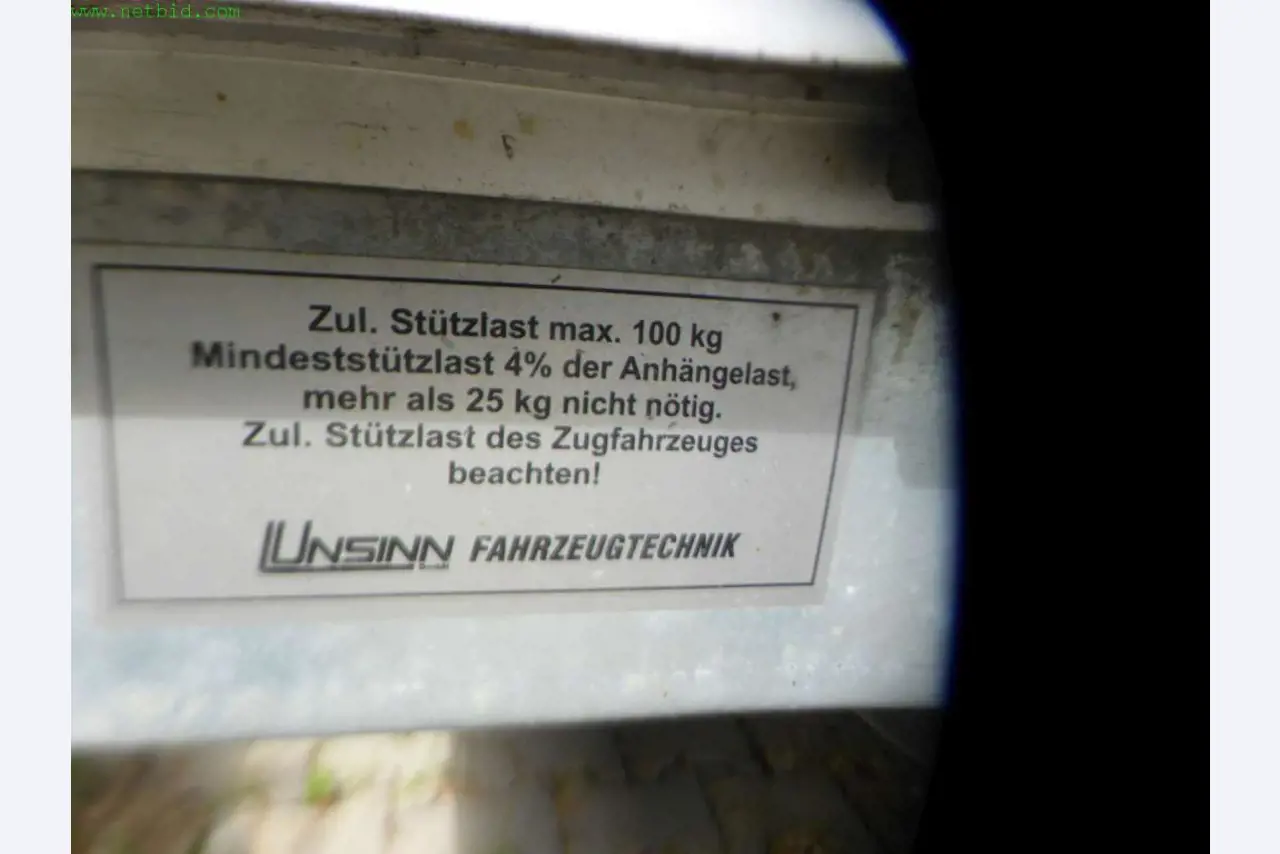 www.netbid.com
Zul. Stützlast max. 100 kg
Mindeststützlast 4% der Anhängelast,
mehr als 25 kg nicht nötig.
Zul. Stützlast des Zugfahrzeuges
beachten!
UNSINN FAHRZEUGTECHNIK